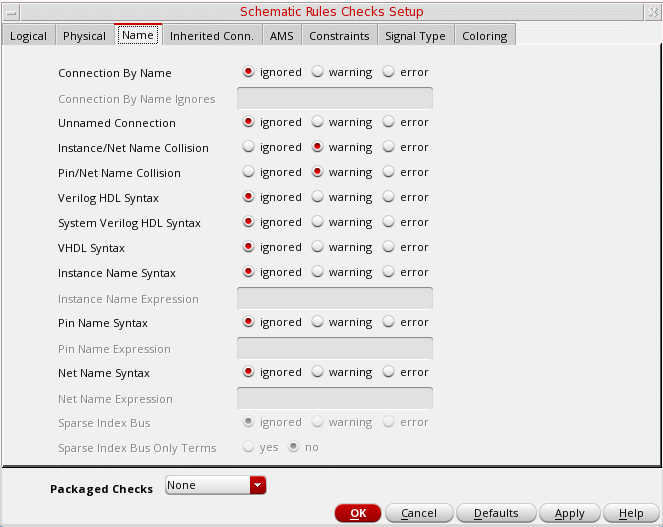 Schematic Rules Checks Setup
Logical Physical Name Inherited Conn. AMS Constraints Signal Type Coloring
Connection By Name ignored warning error
Connection By Name Ignores
Unnamed Connection ignored warning error
Instance/Net Name Collision ignored warning error
Pin/Net Name Collision ignored warning error
Verilog HDL Syntax ignored warning error
System Verilog HDL Syntax ignored warning error
VHDL Syntax ignored warning error
Instance Name Syntax ignored warning error
Instance Name Expression
Pin Name Syntax ignored warning error
Pin Name Expression
Net Name Syntax ignored warning error
Net Name Expression
Sparse Index Bus ignored warning error
Sparse Index Bus Only Terms yes no
Packaged Checks None
OK Cancel Defaults Apply Help